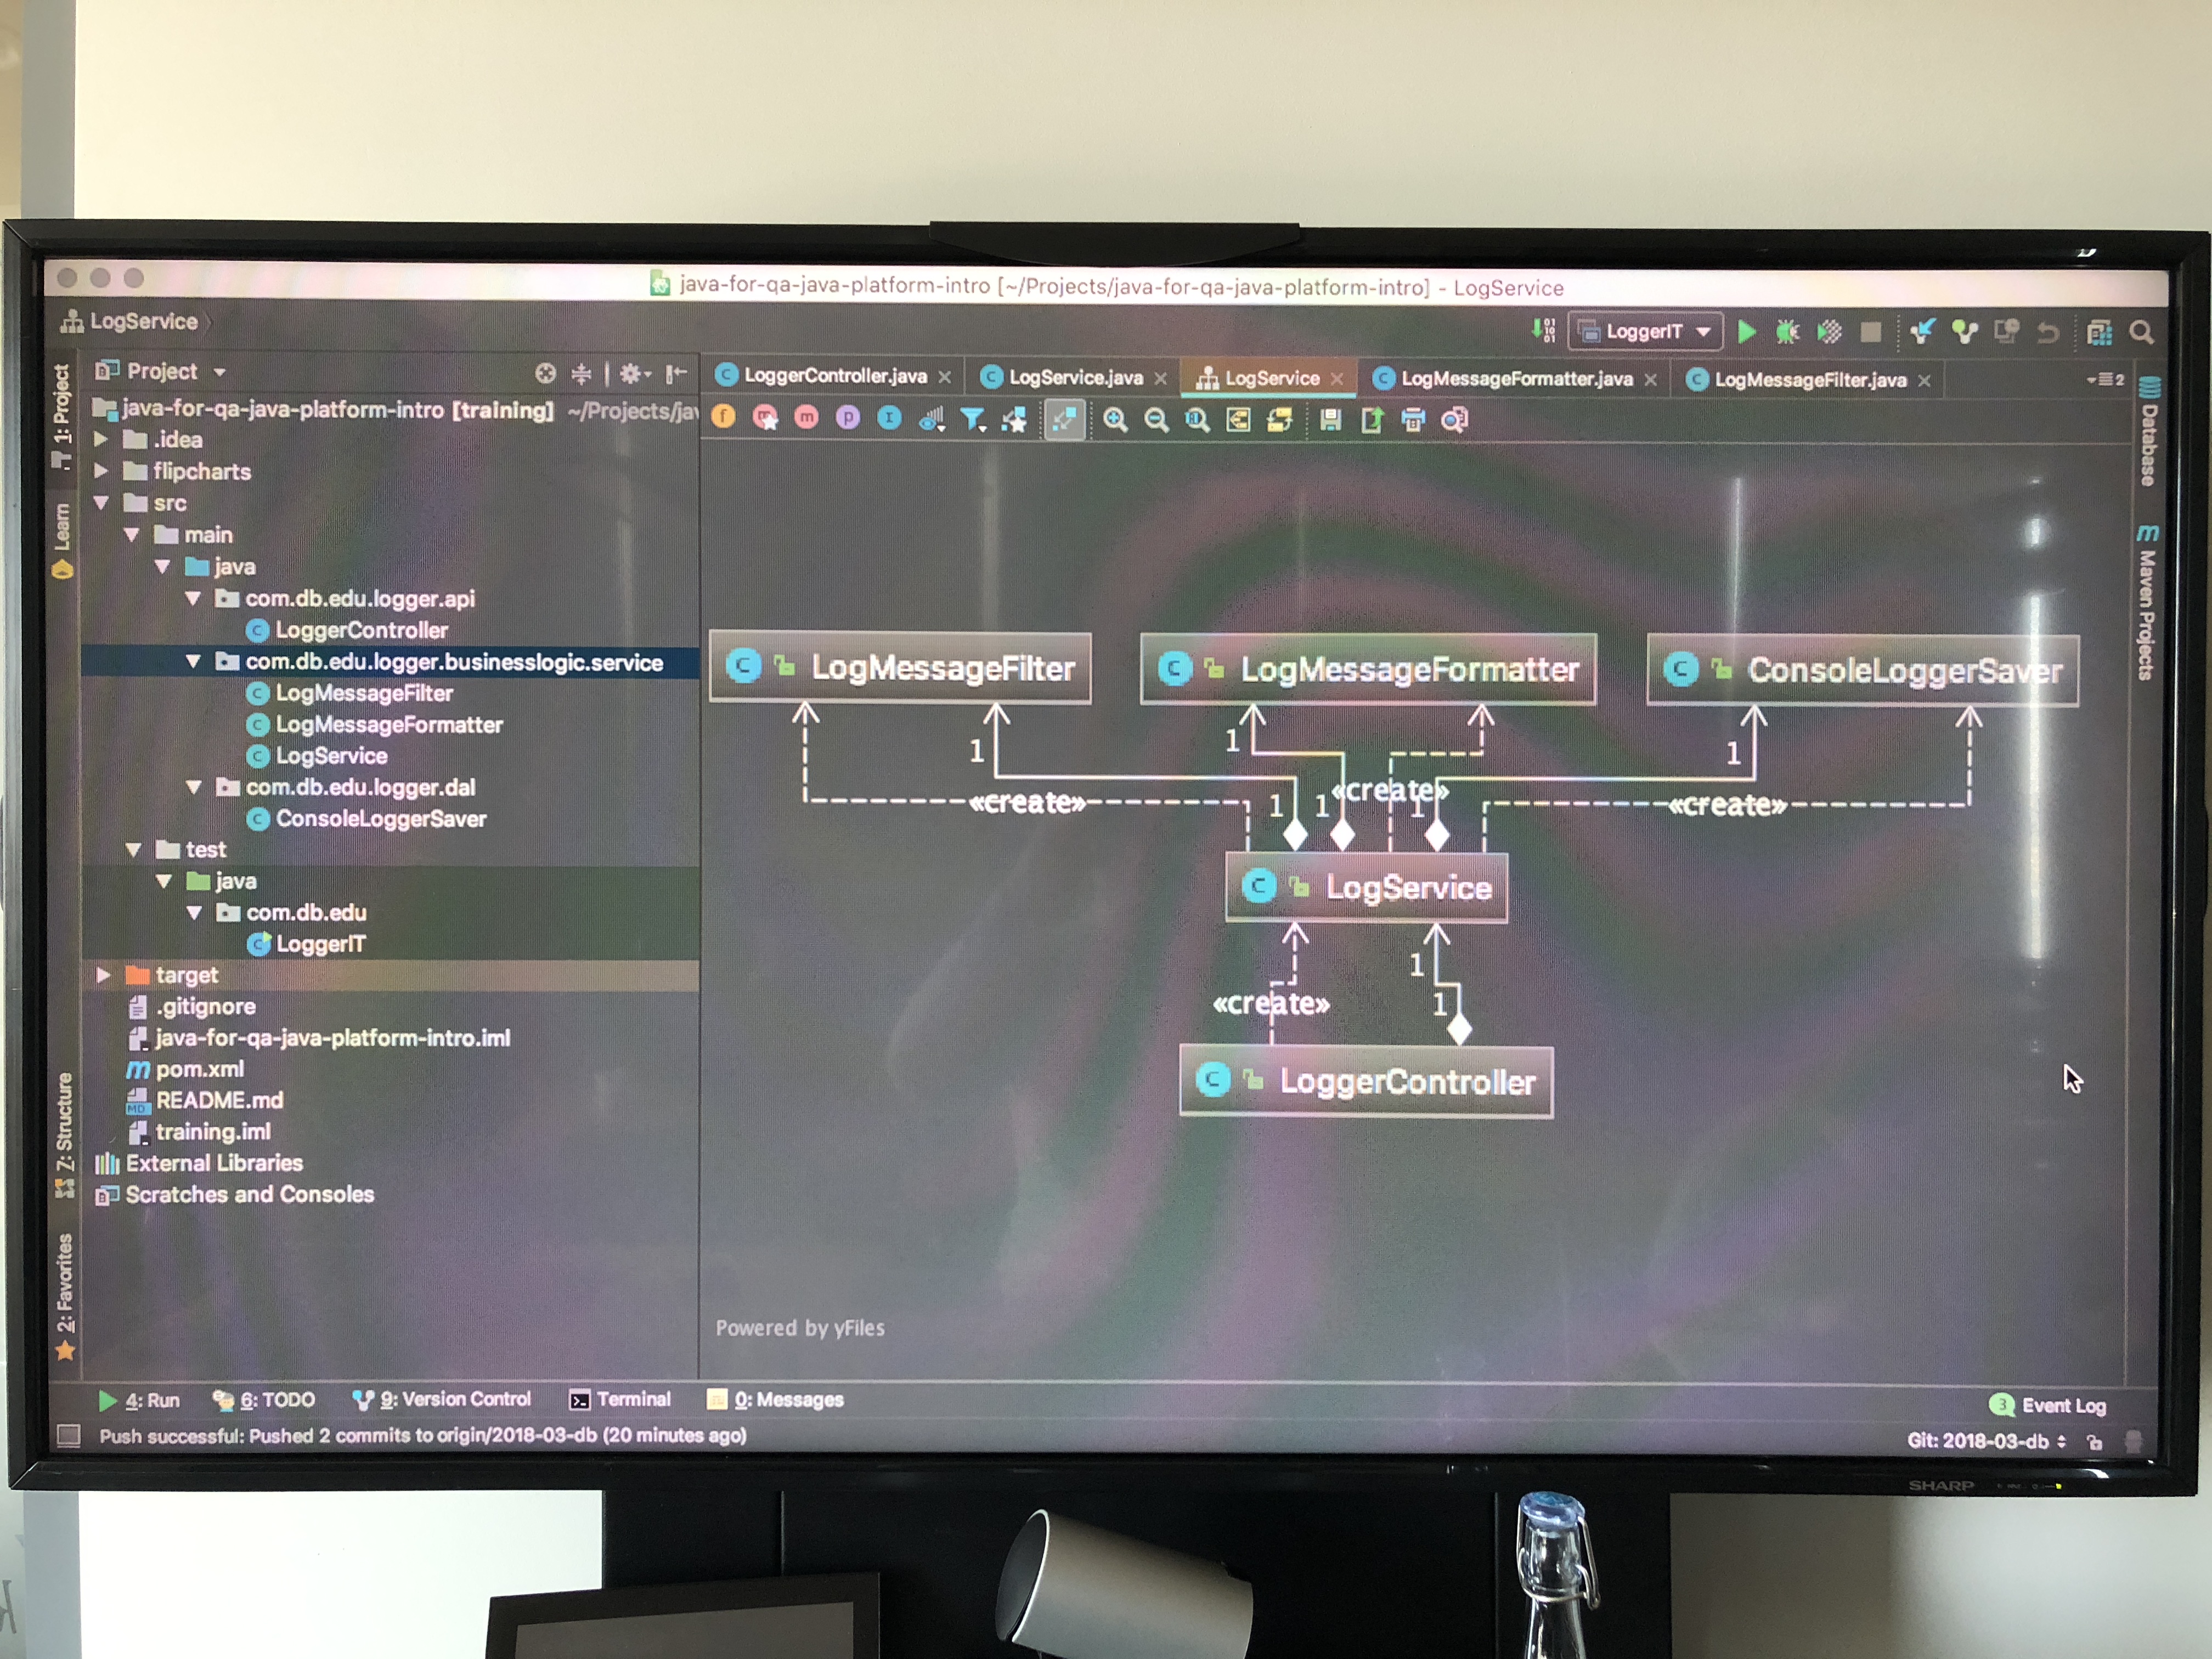 java-for-qa-java-platform-intro [~/Projects/java-for-qa-java-platform-intro] - LogService
LogService
LoggerIT
1: Project
Learn
Z: Structure
2: Favorites
Project
java-for-qa-java-platform-intro [training] ~/Projects/jav
.idea
flipcharts
src
main
java
com.db.edu.logger.api
LoggerController
com.db.edu.logger.businesslogic.service
LogMessageFilter
LogMessageFormatter
LogService
com.db.edu.logger.dal
ConsoleLoggerSaver
test
java
com.db.edu
LoggerIT
target
.gitignore
java-for-qa-java-platform-intro.iml
pom.xml
README.md
training.iml
External Libraries
Scratches and Consoles
LoggerController.java
LogService.java
LogService
LogMessageFormatter.java
LogMessageFilter.java
2
LogMessageFilter
LogMessageFormatter
ConsoleLoggerSaver
1
1
1
«create»
1
1
«create»
1
«create»
LogService
1
«create»
1
LoggerController
Powered by yFiles
Database
Maven Projects
4: Run
6: TODO
9: Version Control
Terminal
0: Messages
3 Event Log
Push successful: Pushed 2 commits to origin/2018-03-db (20 minutes ago)
Git: 2018-03-db
SHARP